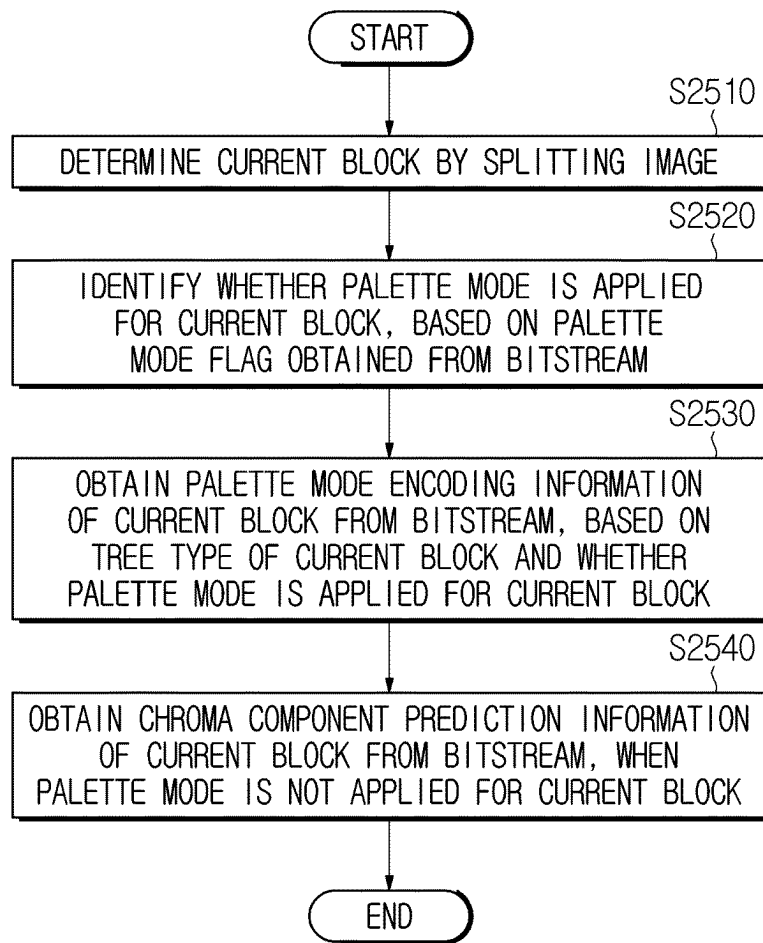 START
S2510
DETERMINE CURRENT BLOCK BY SPLITTING IMAGE
S2520
IDENTIFY WHETHER PALETTE MODE IS APPLIED
FOR CURRENT BLOCK, BASED ON PALETTE
MODE FLAG OBTAINED FROM BITSTREAM
S2530
OBTAIN PALETTE MODE ENCODING INFORMATION
OF CURRENT BLOCK FROM BITSTREAM, BASED ON
TREE TYPE OF CURRENT BLOCK AND WHETHER
PALETTE MODE IS APPLIED FOR CURRENT BLOCK
S2540
OBTAIN CHROMA COMPONENT PREDICTION INFORMATION
OF CURRENT BLOCK FROM BITSTREAM, WHEN
PALETTE MODE IS NOT APPLIED FOR CURRENT BLOCK
END